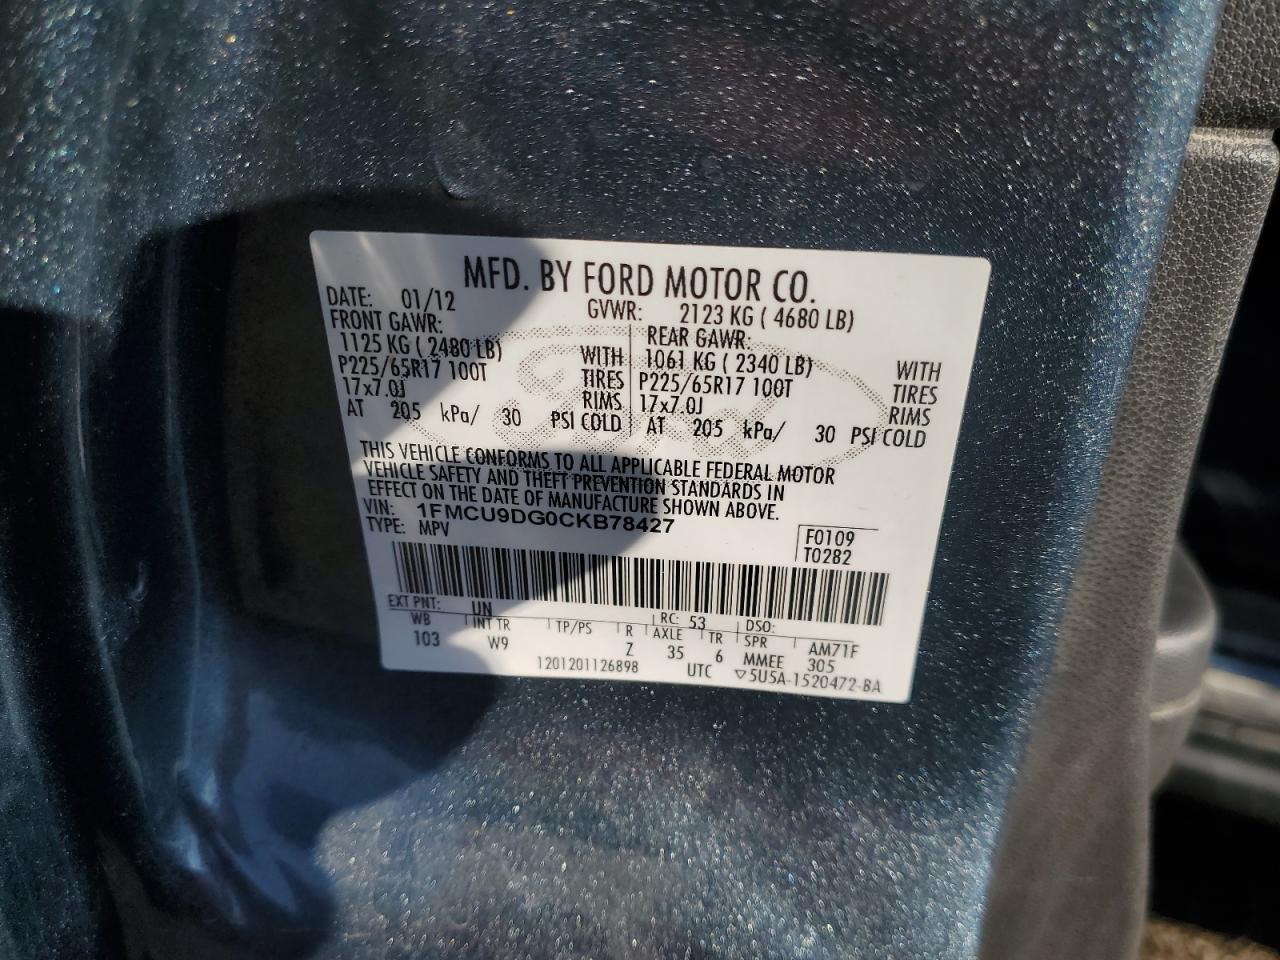 MFD. BY FORD MOTOR CO.
DATE: 01/12 GVWR: 2123 KG ( 4680 LB)
FRONT GAWR: REAR GAWR:
1125 KG ( 2480 LB) WITH 1061 KG ( 2340 LB) WITH
P225/65R17 100T TIRES P225/65R17 100T TIRES
17x7.0J RIMS 17x7.0J RIMS
AT 205 kPa/ 30 PSI COLD AT 205 kPa/ 30 PSI COLD
THIS VEHICLE CONFORMS TO ALL APPLICABLE FEDERAL MOTOR
VEHICLE SAFETY AND THEFT PREVENTION STANDARDS IN
EFFECT ON THE DATE OF MANUFACTURE SHOWN ABOVE.
VIN: 1FMCU9DG0CKB78427
TYPE: MPV
F0109
T02B2
EXT PNT: UN RC: 53 DSO:
WB INT TR TP/PS R AXLE TR SPR AM71F
103 W9 Z 35 6 MMEE 305
1201201126898 UTC ▽5U5A-1520472-BA